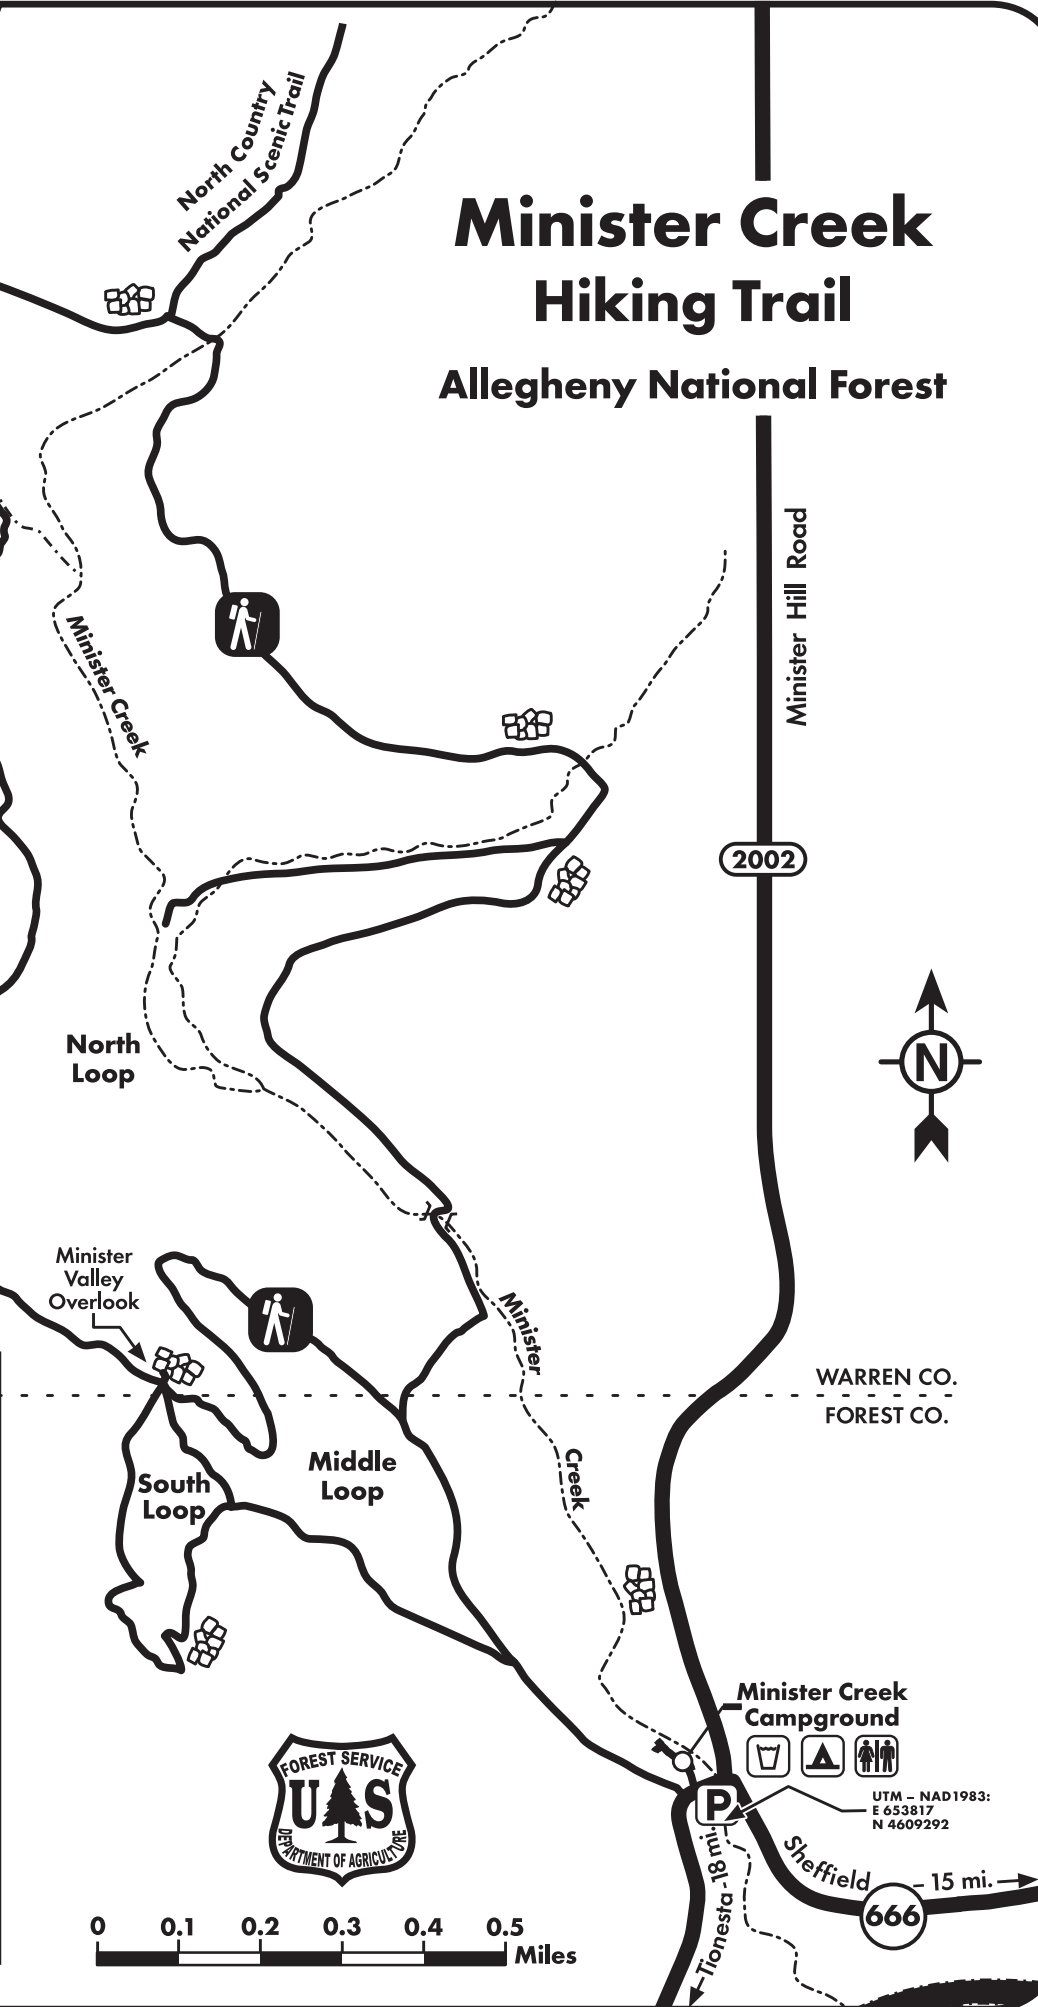 North Country
National Scenic Trail
Minister Creek
Hiking Trail
Allegheny National Forest
Minister Hill Road
Minister Creek
2002
N
North
Loop
Minister
Valley
Overlook
Minister
Creek
WARREN CO.
FOREST CO.
Middle
Loop
South
Loop
Minister Creek
Campground
P
UTM – NAD1983:
E 653817
N 4609292
FOREST SERVICE
U S
DEPARTMENT OF AGRICULTURE
Sheffield – 15 mi.
666
Tionesta – 18 mi.
0 0.1 0.2 0.3 0.4 0.5
Miles